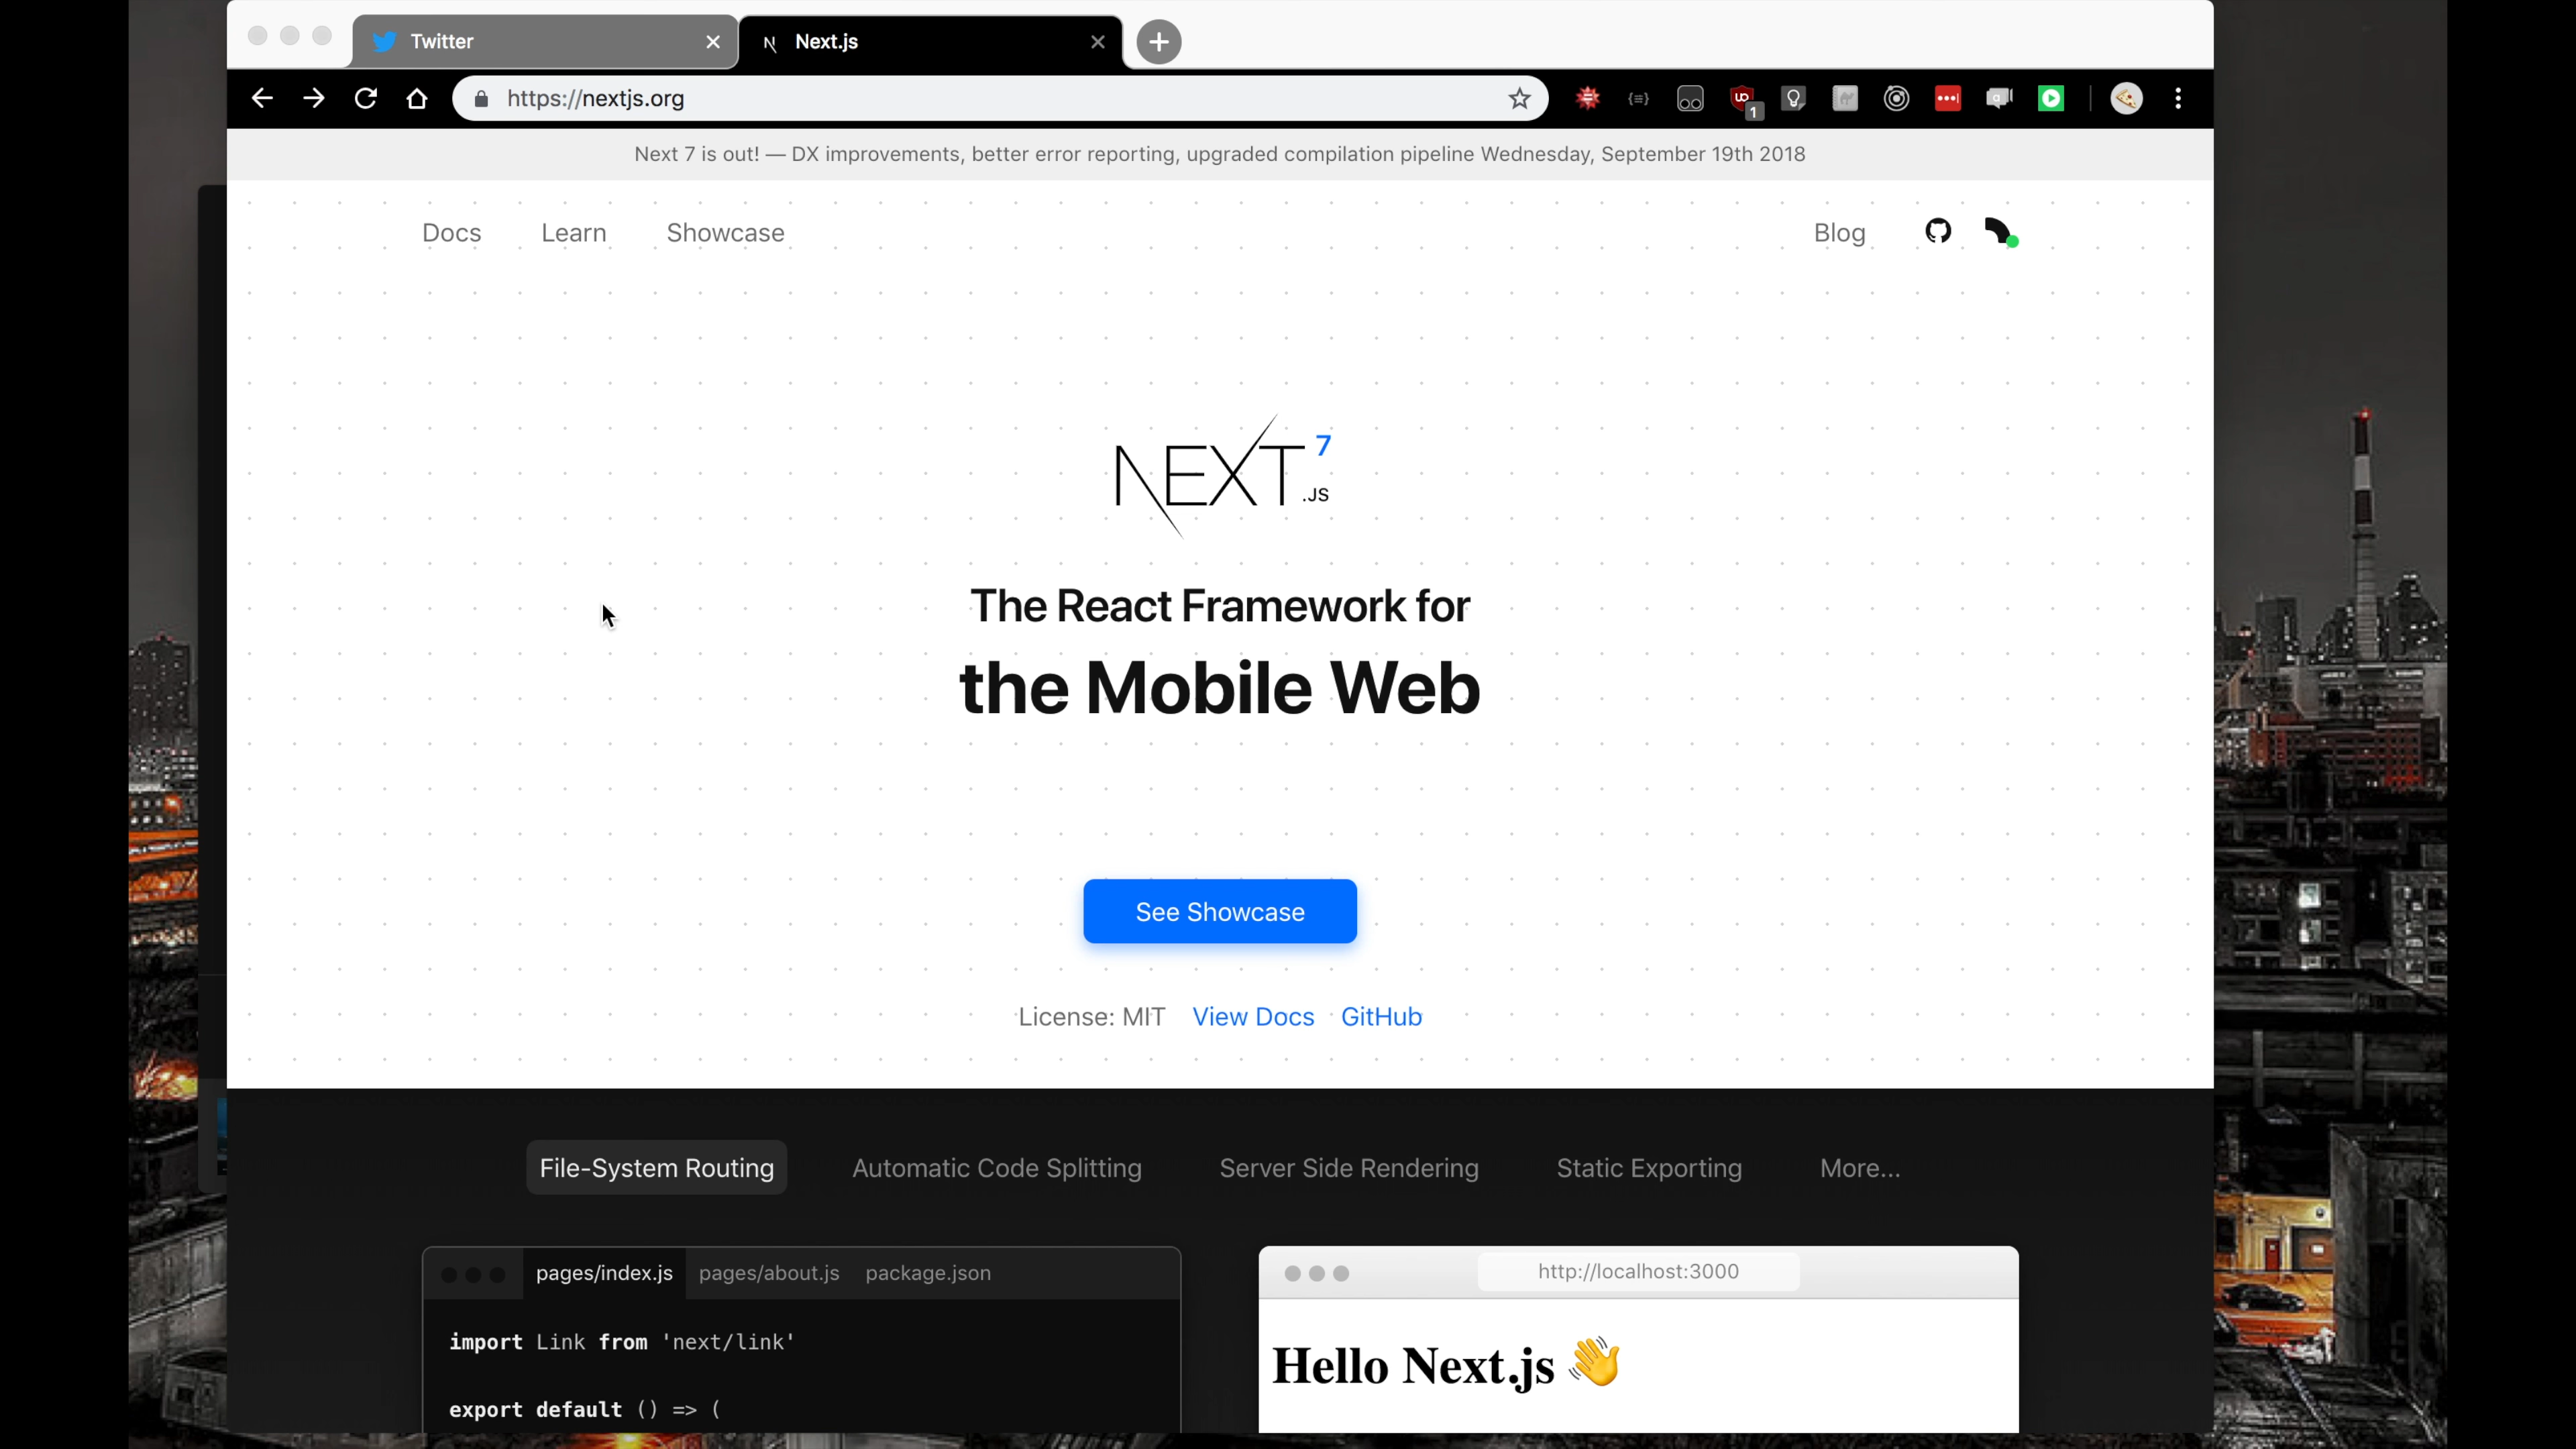 Twitter
Next.js
https://nextjs.org
1
Next 7 is out! — DX improvements, better error reporting, upgraded compilation pipeline Wednesday, September 19th 2018
Docs Learn Showcase Blog
NEXT.JS 7
The React Framework for
the Mobile Web
See Showcase
License: MIT View Docs GitHub
File-System Routing Automatic Code Splitting Server Side Rendering Static Exporting More...
pages/index.js pages/about.js package.json
http://localhost:3000
import Link from 'next/link'
Hello Next.js 👋
export default () => (